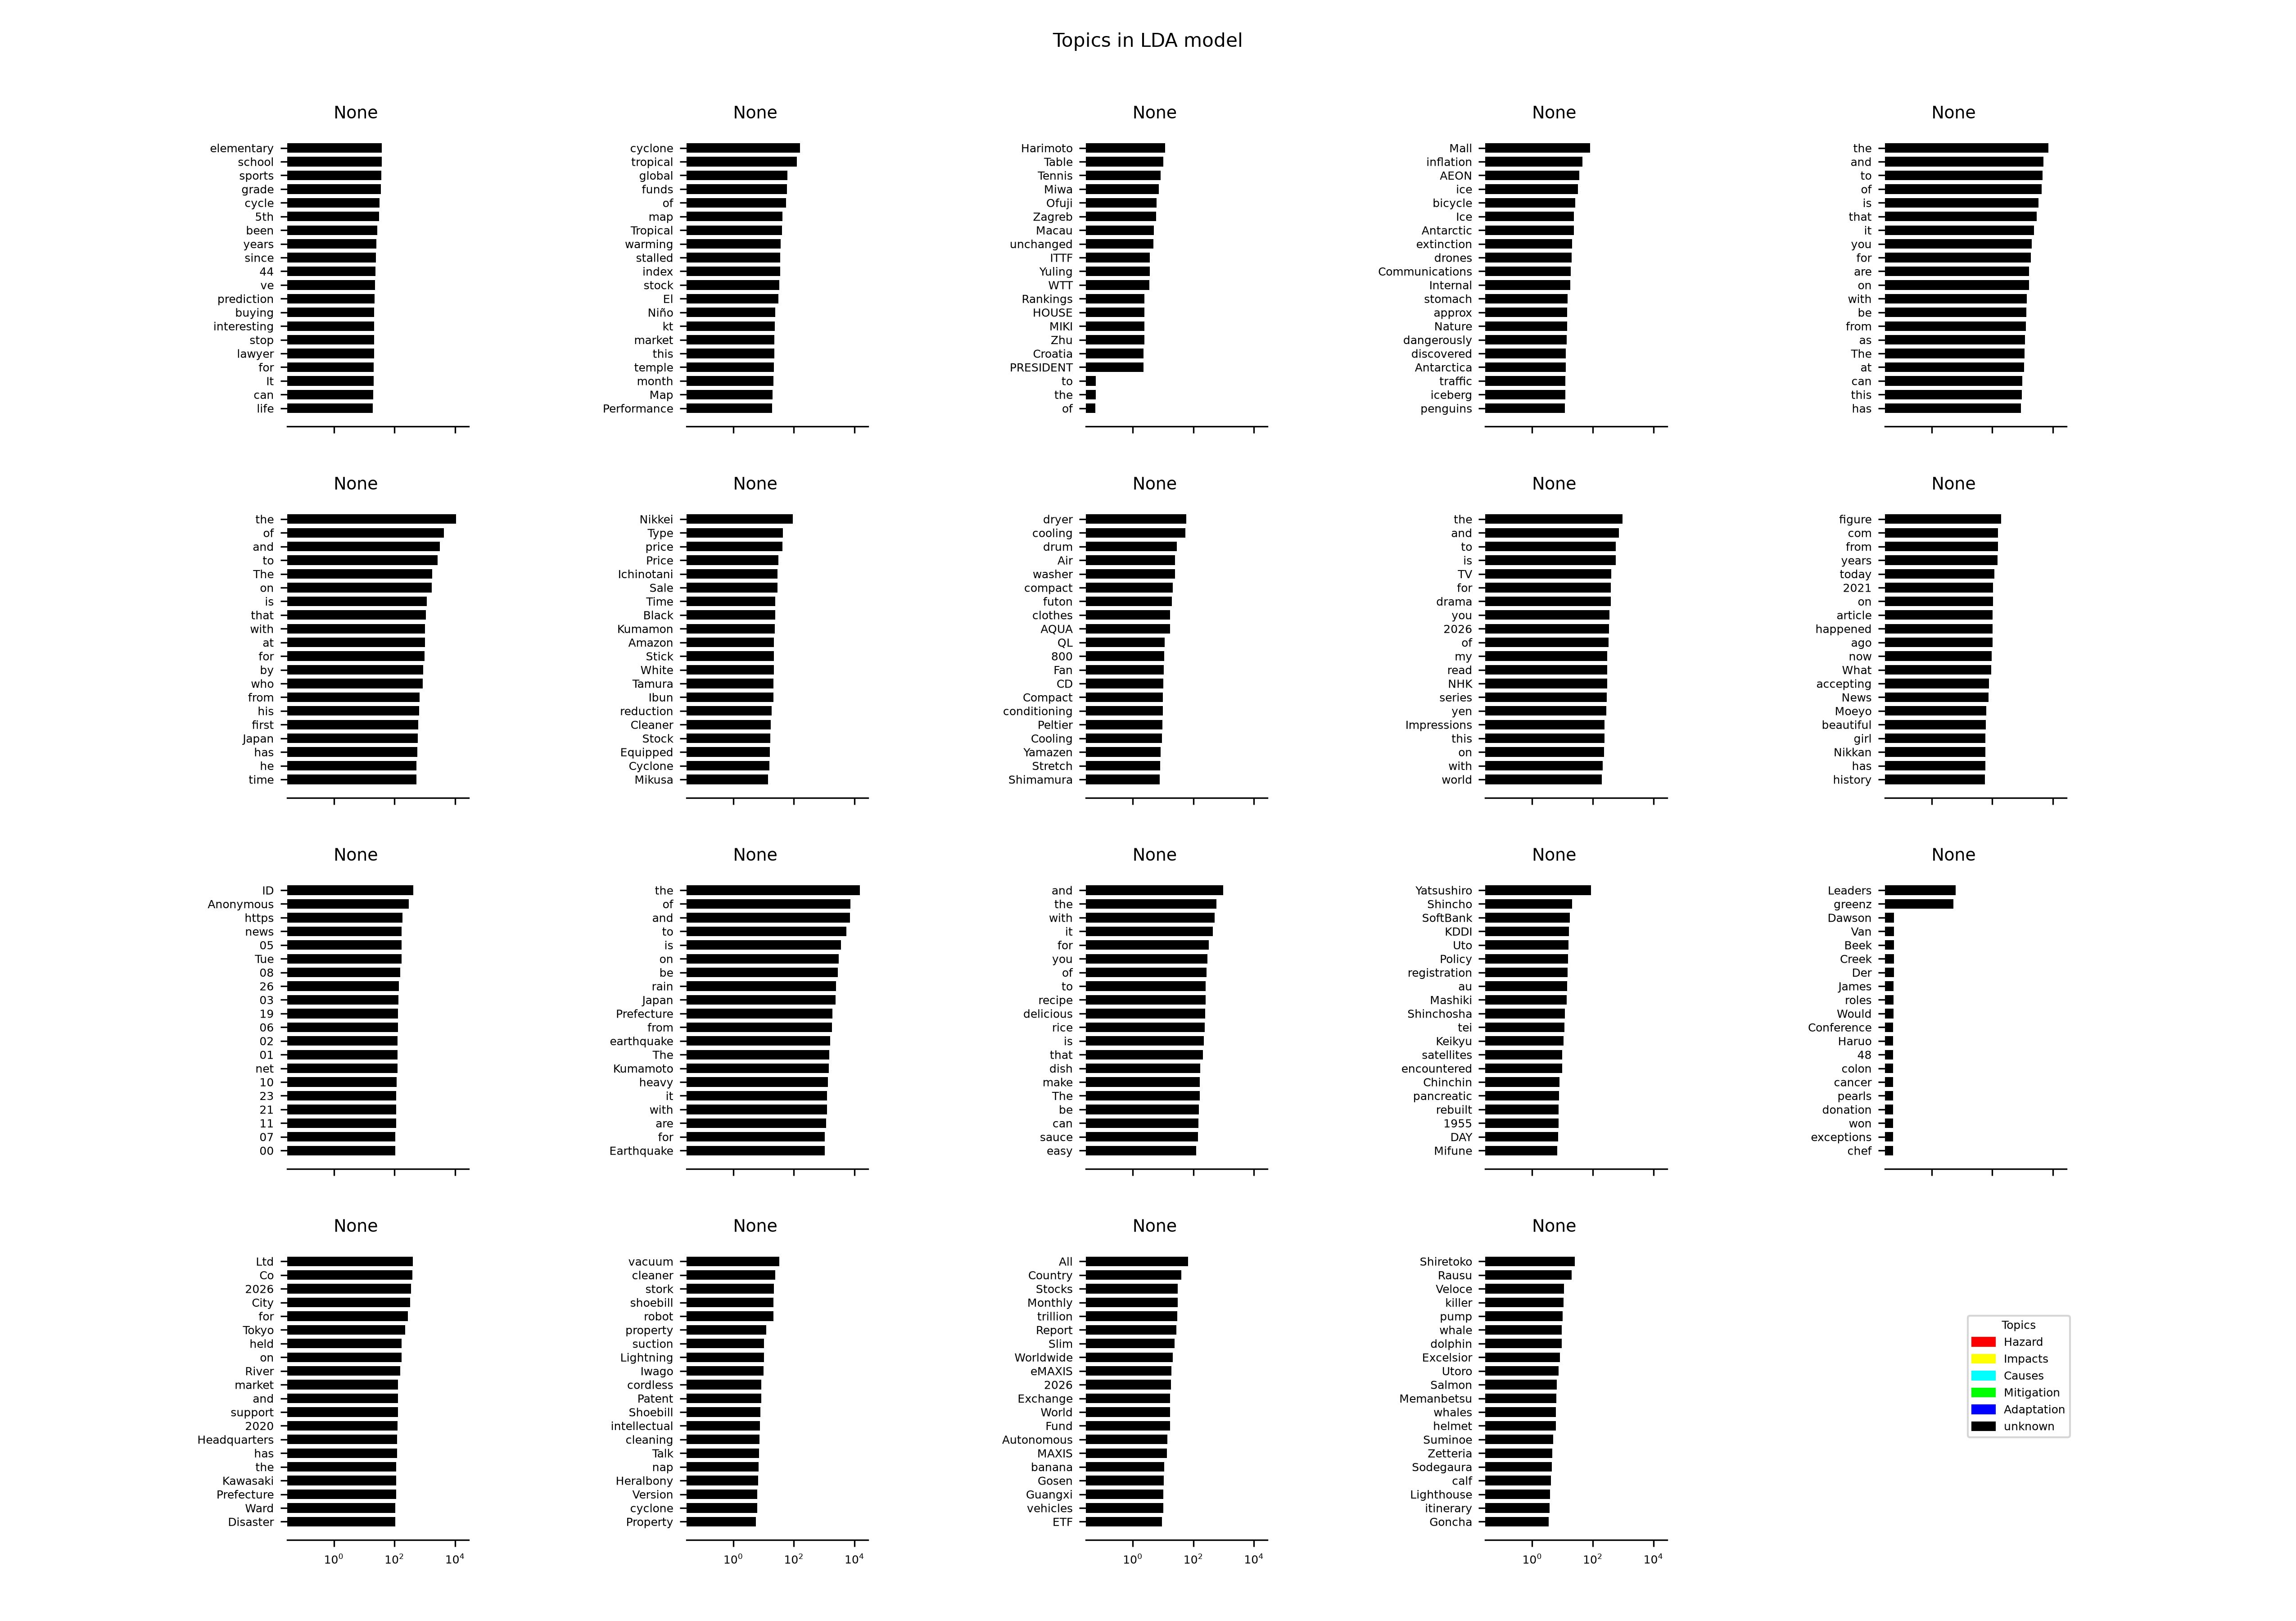 Topics in LDA model
None
elementary
school
sports
grade
cycle
5th
been
years
since
44
ve
prediction
buying
interesting
stop
lawyer
for
It
can
life
None
cyclone
tropical
global
funds
of
map
Tropical
warming
stalled
index
stock
El
Niño
kt
market
this
temple
month
Map
Performance
None
Harimoto
Table
Tennis
Miwa
Ofuji
Zagreb
Macau
unchanged
ITTF
Yuling
WTT
Rankings
HOUSE
MIKI
Zhu
Croatia
PRESIDENT
to
the
of
None
Mall
inflation
AEON
ice
bicycle
Ice
Antarctic
extinction
drones
Communications
Internal
stomach
approx
Nature
dangerously
discovered
Antarctica
traffic
iceberg
penguins
None
the
and
to
of
is
that
it
you
for
are
on
with
be
from
as
The
at
can
this
has
None
the
of
and
to
The
on
is
that
with
at
for
by
who
from
his
first
Japan
has
he
time
None
Nikkei
Type
price
Price
Ichinotani
Sale
Time
Black
Kumamon
Amazon
Stick
White
Tamura
Ibun
reduction
Cleaner
Stock
Equipped
Cyclone
Mikusa
None
dryer
cooling
drum
Air
washer
compact
futon
clothes
AQUA
QL
800
Fan
CD
Compact
conditioning
Peltier
Cooling
Yamazen
Stretch
Shimamura
None
the
and
to
is
TV
for
drama
you
2026
of
my
read
NHK
series
yen
Impressions
this
on
with
world
None
figure
com
from
years
today
2021
on
article
happened
ago
now
What
accepting
News
Moeyo
beautiful
girl
Nikkan
has
history
None
ID
Anonymous
https
news
05
Tue
08
26
03
19
06
02
01
net
10
23
21
11
07
00
None
the
of
and
to
is
on
be
rain
Japan
Prefecture
from
earthquake
The
Kumamoto
heavy
it
with
are
for
Earthquake
None
and
the
with
it
for
you
of
to
recipe
delicious
rice
is
that
dish
make
The
be
can
sauce
easy
None
Yatsushiro
Shincho
SoftBank
KDDI
Uto
Policy
registration
au
Mashiki
Shinchosha
tei
Keikyu
satellites
encountered
Chinchin
pancreatic
rebuilt
1955
DAY
Mifune
None
Leaders
greenz
Dawson
Van
Beek
Creek
Der
James
roles
Would
Conference
Haruo
48
colon
cancer
pearls
donation
won
exceptions
chef
None
Ltd
Co
2026
City
for
Tokyo
held
on
River
market
and
support
2020
Headquarters
has
the
Kawasaki
Prefecture
Ward
Disaster
10⁰ 10² 10⁴
None
vacuum
cleaner
stork
shoebill
robot
property
suction
Lightning
Iwago
cordless
Patent
Shoebill
intellectual
cleaning
Talk
nap
Heralbony
Version
cyclone
Property
10⁰ 10² 10⁴
None
All
Country
Stocks
Monthly
trillion
Report
Slim
Worldwide
eMAXIS
2026
Exchange
World
Fund
Autonomous
MAXIS
banana
Gosen
Guangxi
vehicles
ETF
10⁰ 10² 10⁴
None
Shiretoko
Rausu
Veloce
killer
pump
whale
dolphin
Excelsior
Utoro
Salmon
Memanbetsu
whales
helmet
Suminoe
Zetteria
Sodegaura
calf
Lighthouse
itinerary
Goncha
10⁰ 10² 10⁴
Topics
Hazard
Impacts
Causes
Mitigation
Adaptation
unknown